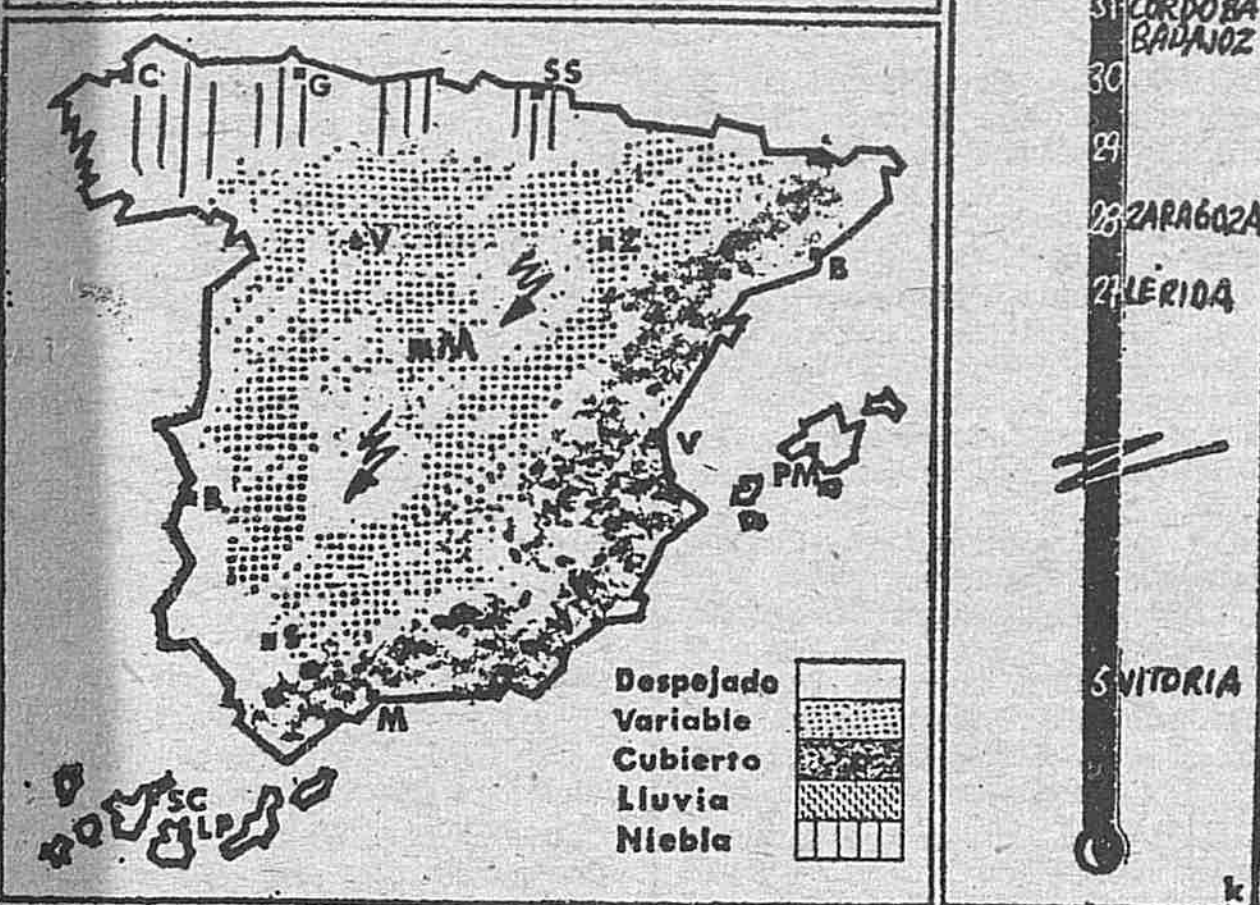 C
G
SS
V
Z
B
M
V
PM
B
S
M
SC
LP
Despejado
Variable
Cubierto
Lluvia
Niebla
31 CORDOBA
BADAJOZ
30
29
28 ZARAGOZA
27 LERIDA
5 VITORIA
k